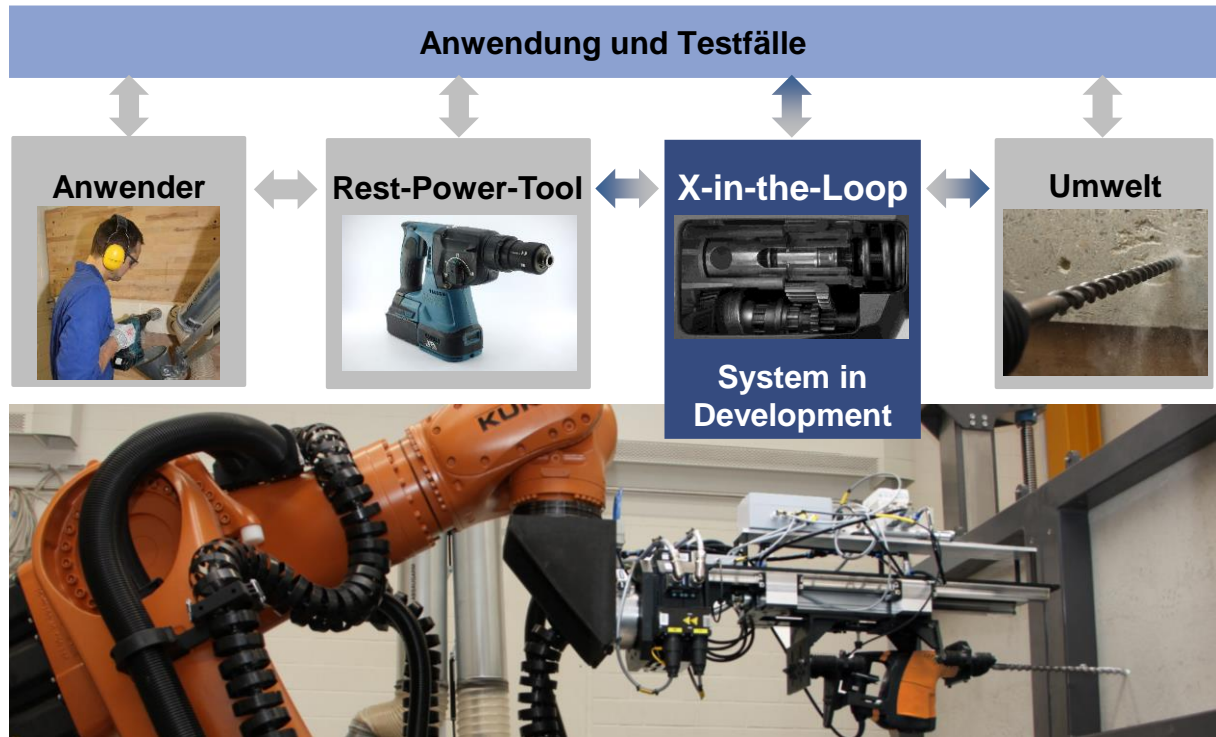 Anwendung und Testfälle
Anwender
Rest-Power-Tool
X-in-the-Loop
Umwelt
System in
Development